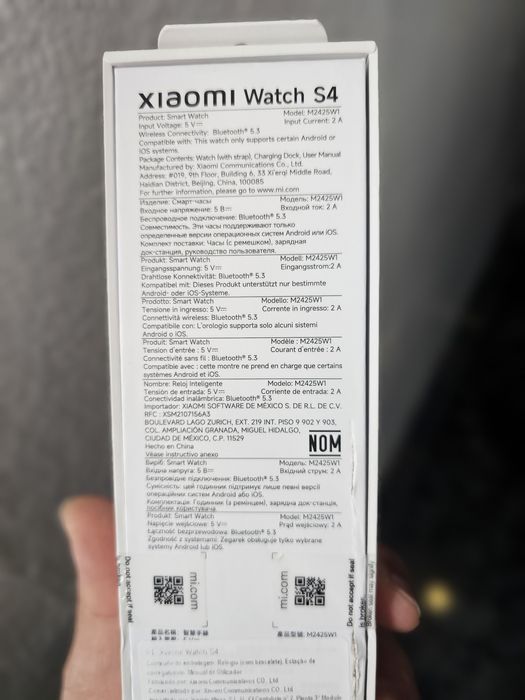 xıaomı Watch S4
Product: Smart Watch Model: M2425W1
Input Voltage: 5 V⎓ Input Current: 2 A
Wireless Connectivity: Bluetooth® 5.3
Compatible with: This watch only supports certain Android or
iOS systems.
Package Contents: Watch (with strap), Charging Dock, User Manual
Manufactured by: Xiaomi Communications Co., Ltd.
Address: #019, 9th Floor, Building 6, 33 Xi'erqi Middle Road,
Haidian District, Beijing, China, 100085
For further information, please go to www.mi.com
Изделие: Смарт-часы Модель: M2425W1
Входное напряжение: 5 В⎓ Входной ток: 2 A
Беспроводное подключение: Bluetooth® 5.3
Совместимость: Эти часы поддерживают только
определенные версии операционных систем Android или iOS.
Комплект поставки: Часы (с ремешком), зарядная
док-станция, руководство пользователя.
Produkt: Smart Watch Modell: M2425W1
Eingangsspannung: 5 V⎓ Eingangsstrom:2 A
Drahtlose Konnektivität: Bluetooth® 5.3
Kompatibel mit: Dieses Produkt unterstützt nur bestimmte
Android- oder iOS-Systeme.
Prodotto: Smart Watch Modello: M2425W1
Tensione in ingresso: 5 V⎓ Corrente in ingresso: 2 A
Connettività wireless: Bluetooth® 5.3
Compatibile con: L'orologio supporta solo alcuni sistemi
Android o iOS.
Produit: Smart Watch Modèle : M2425W1
Tension d'entrée : 5 V⎓ Courant d'entrée : 2 A
Connectivité sans fil : Bluetooth® 5.3
Compatible avec : cette montre ne prend en charge que certains
systèmes Android et iOS.
Nombre: Reloj Inteligente Modelo: M2425W1
Tensión de entrada: 5 V⎓ Corriente de entrada: 2 A
Conectividad inalámbrica: Bluetooth® 5.3
Importador: XIAOMI SOFTWARE DE MÉXICO S. DE R.L. DE C.V.
RFC : XSM2107156A3
BOULEVARD LAGO ZURICH, EXT. 219 INT. PISO 9 902 Y 903,
COL. AMPLIACIÓN GRANADA, MIGUEL HIDALGO,
CIUDAD DE MÉXICO, C.P. 11529
Hecho en China
Véase instructivo anexo
NOM
Виріб: Smart Watch Модель: M2425W1
Вхідна напруга: 5 В⎓ Вхідний струм: 2 A
Безпровідне підключення: Bluetooth® 5.3
Сумісність: цей годинник підтримує лише певні версії
операційних систем Android або iOS.
Комплектація: Годинник (з ремінцем), зарядна док-станція,
посібник користувача.
Produkt: Smart Watch Model: M2425W1
Napięcie wejściowe: 5 V⎓ Prąd wejściowy: 2 A
Łączność bezprzewodowa: Bluetooth® 5.3
Zgodność z systemami: Zegarek obsługuje tylko wybrane
systemy Android lub iOS.
Do not accept if seal
mi.com
mi.com
Do not accept if seal
is broken.
產品名稱: 智慧手錶 產品型號: M2425W1
Xiaomi Watch S4